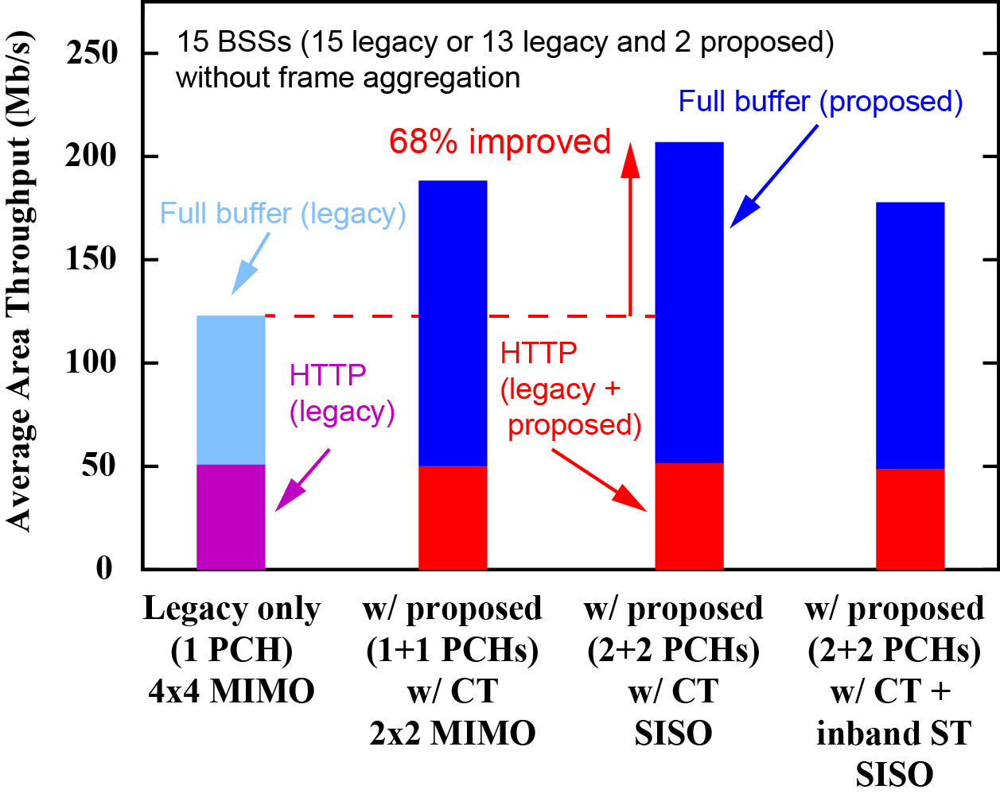 Average Area Throughput (Mb/s)
250
200
150
100
50
0
15 BSSs (15 legacy or 13 legacy and 2 proposed)
without frame aggregation
Full buffer (proposed)
68% improved
Full buffer (legacy)
HTTP
(legacy)
HTTP
(legacy +
proposed)
Legacy only
(1 PCH)
4x4 MIMO
w/ proposed
(1+1 PCHs)
w/ CT
2x2 MIMO
w/ proposed
(2+2 PCHs)
w/ CT
SISO
w/ proposed
(2+2 PCHs)
w/ CT +
inband ST
SISO